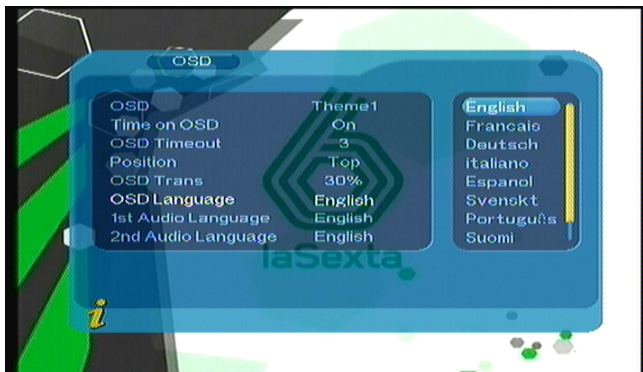 OSD
OSD Theme1
Time on OSD On
OSD Timeout 3
Position Top
OSD Trans 30%
OSD Language English
1st Audio Language English
2nd Audio Language English
English
Francais
Deutsch
italiano
Espanol
Svenskt
Português
Suomi
laSexta
i